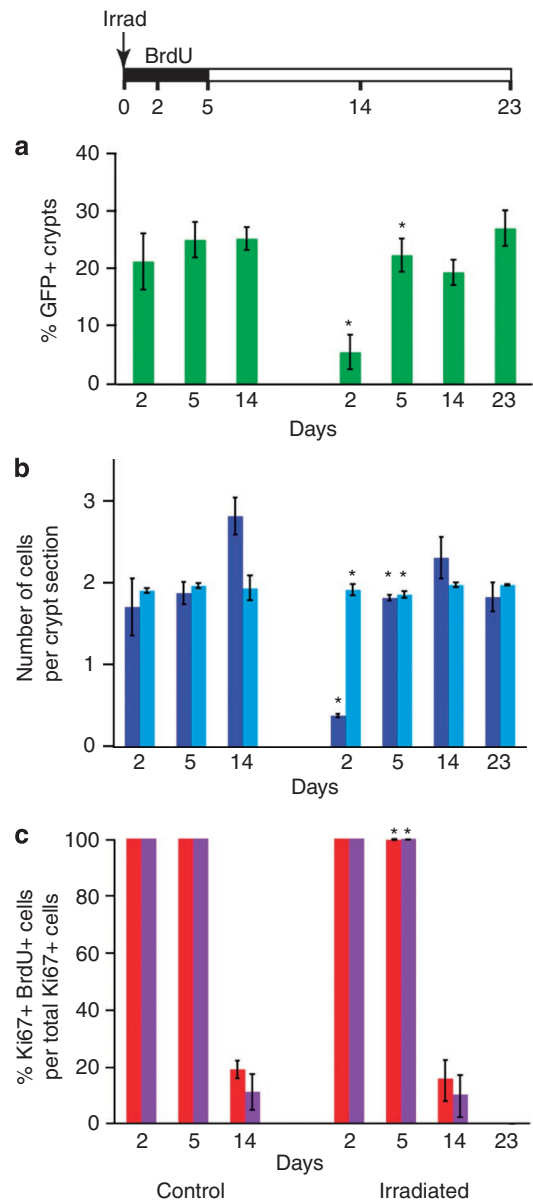 Irrad
BrdU
0 2 5 14 23
a
% GFP+ crypts
40
30
20
10
0
*
*
2 5 14 2 5 14 23
Days
b
Number of cells
per crypt section
3
2
1
0
*
*
* *
2 5 14 2 5 14 23
Days
c
% Ki67+ BrdU+ cells
per total Ki67+ cells
100
80
60
40
20
0
* *
2 5 14 2 5 14 23
Days
Control Irradiated